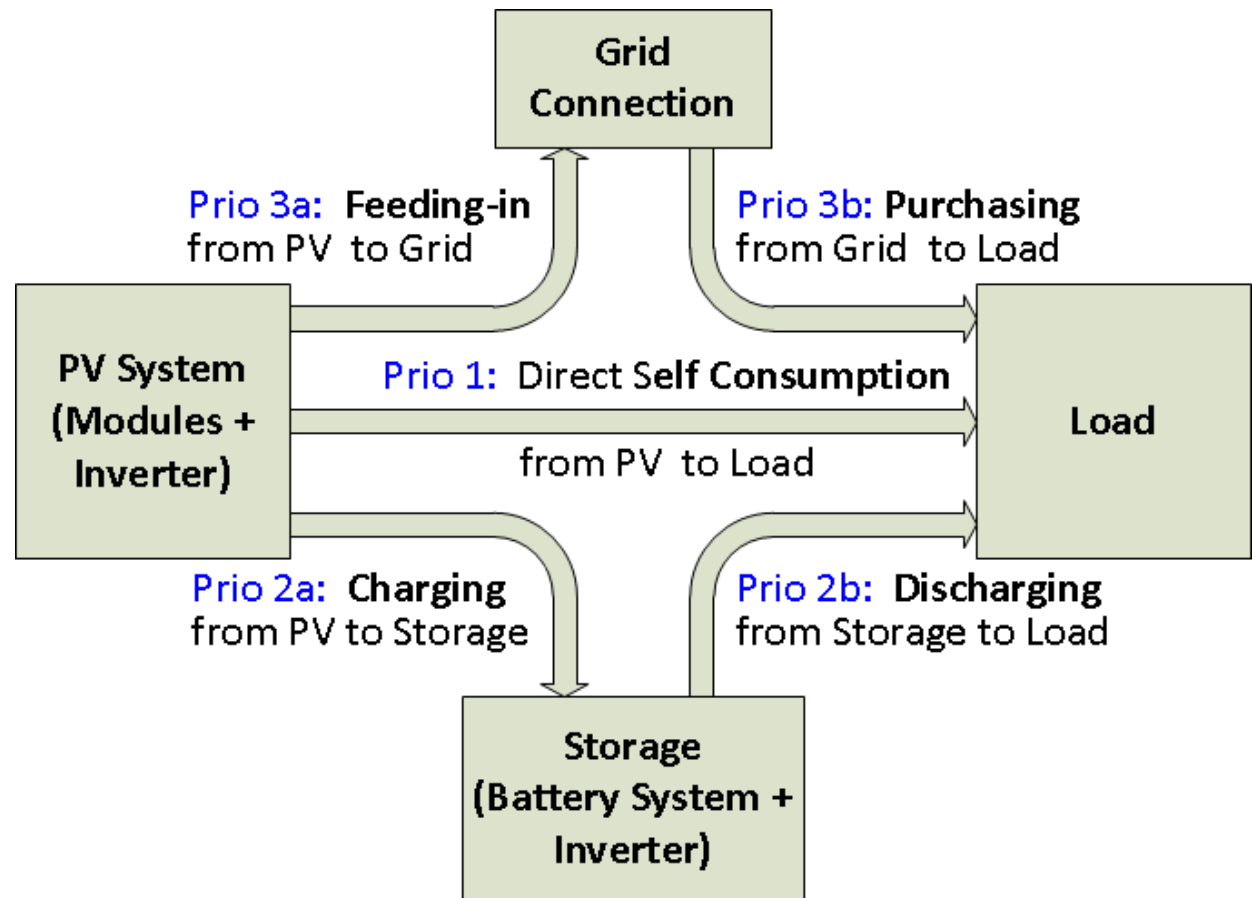 Grid
Connection
Prio 3a: Feeding-in
from PV to Grid
Prio 3b: Purchasing
from Grid to Load
PV System
(Modules +
Inverter)
Prio 1: Direct Self Consumption
from PV to Load
Load
Prio 2a: Charging
from PV to Storage
Prio 2b: Discharging
from Storage to Load
Storage
(Battery System +
Inverter)